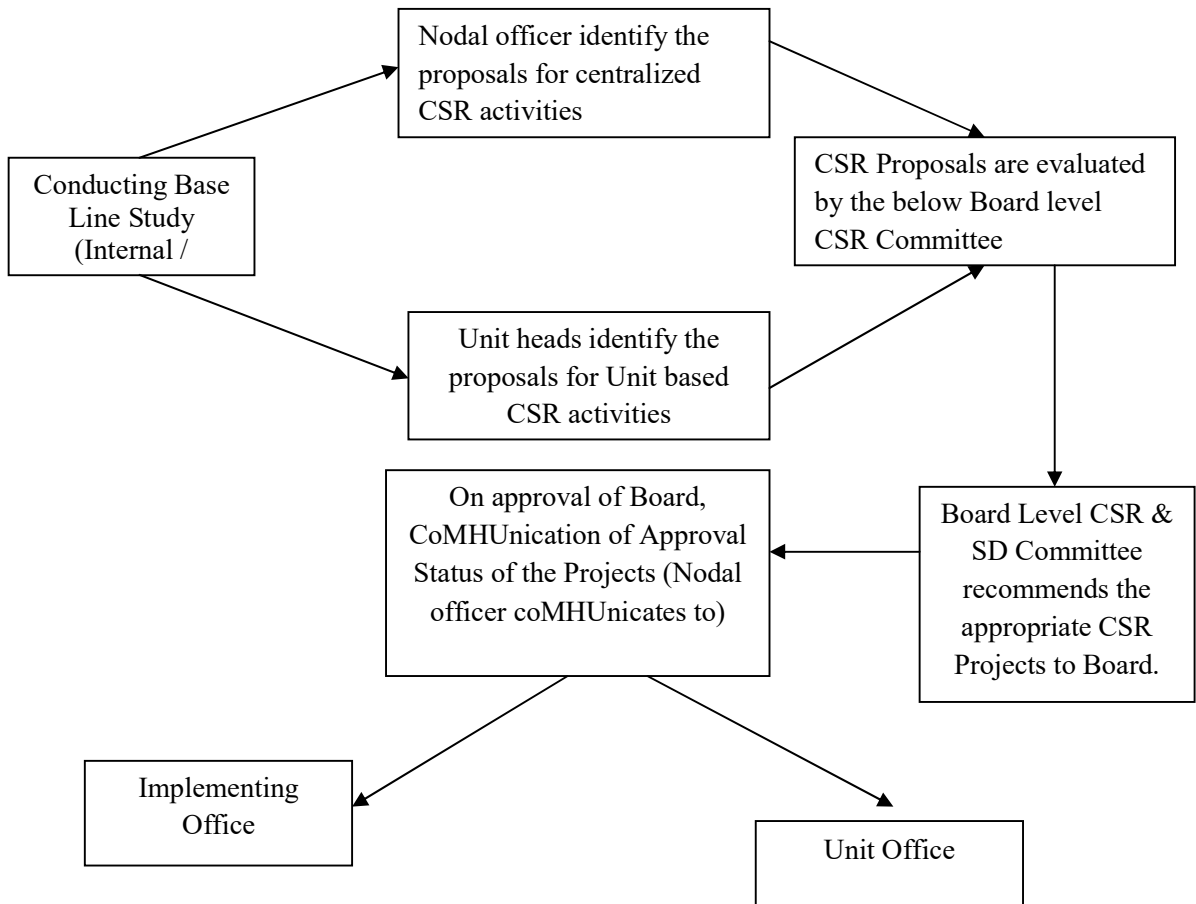 Nodal officer identify the
proposals for centralized
CSR activities
Conducting Base
Line Study
(Internal /
CSR Proposals are evaluated
by the below Board level
CSR Committee
Unit heads identify the
proposals for Unit based
CSR activities
On approval of Board,
CoMHUnication of Approval
Status of the Projects (Nodal
officer coMHUnicates to)
Board Level CSR &
SD Committee
recommends the
appropriate CSR
Projects to Board.
Implementing
Office
Unit Office